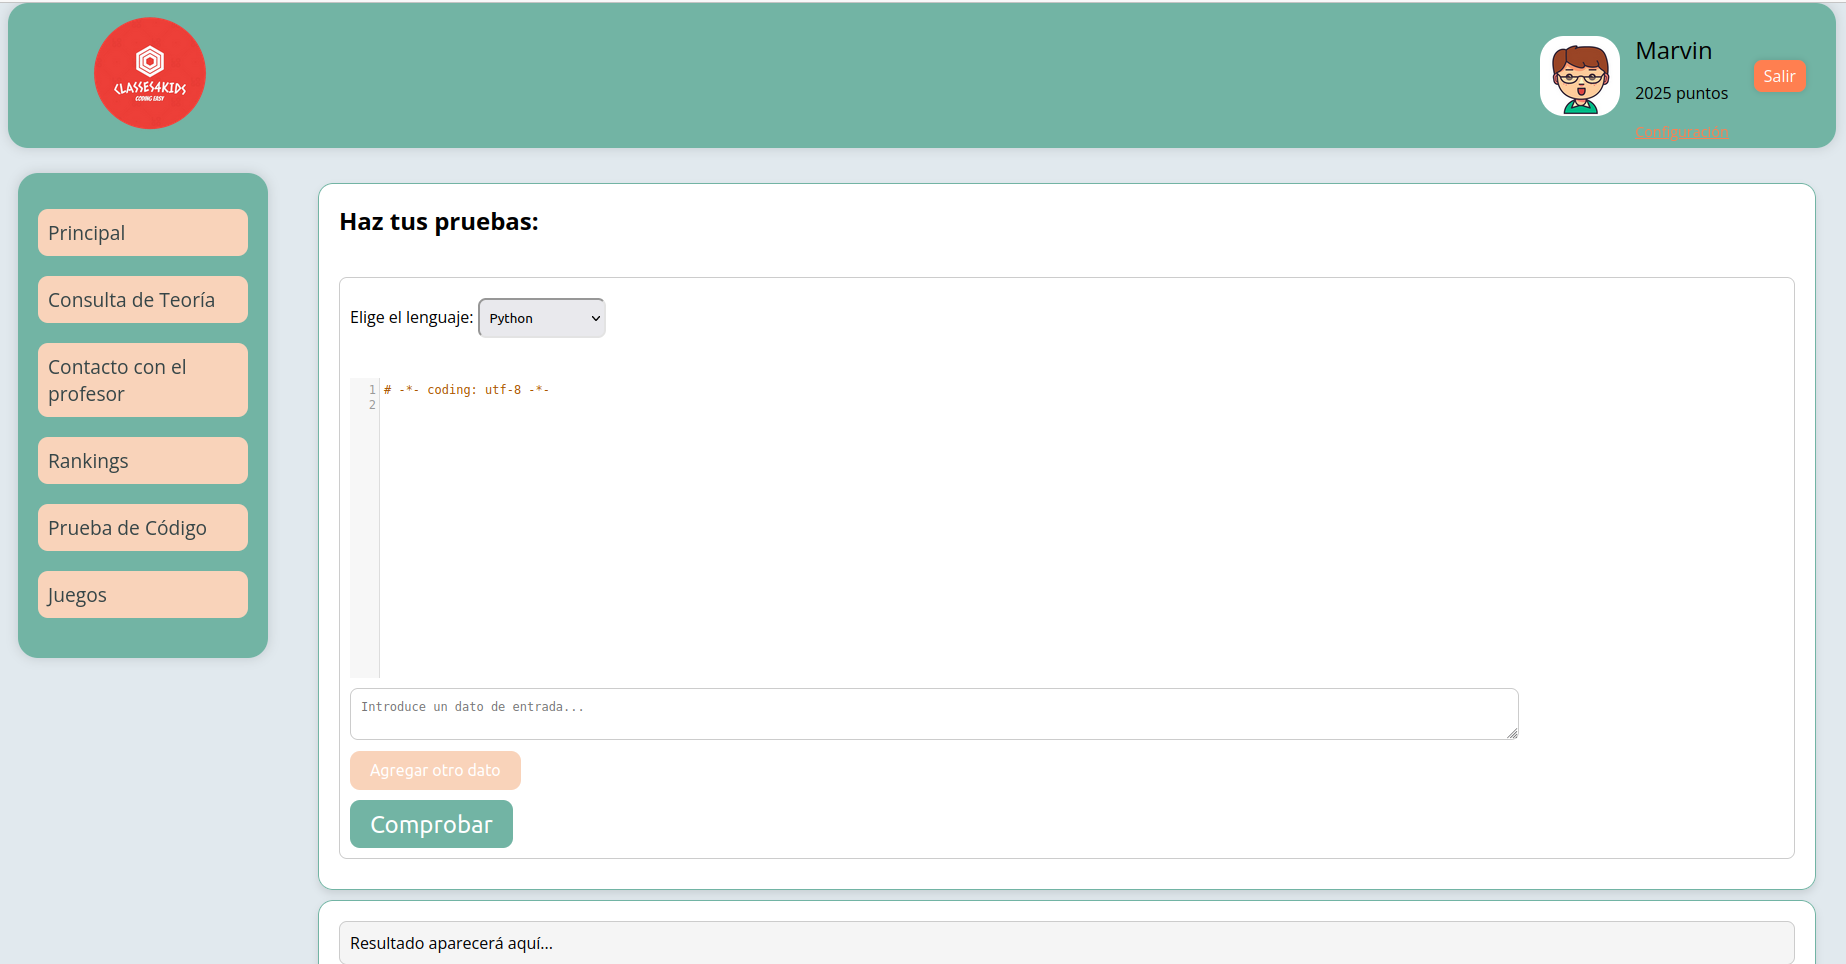 CLASSES4KIDS
CODING EASY
Marvin
2025 puntos
Configuración
Salir
Principal
Consulta de Teoría
Contacto con el
profesor
Rankings
Prueba de Código
Juegos
Haz tus pruebas:
Elige el lenguaje: Python
1 # -*- coding: utf-8 -*-
2
Introduce un dato de entrada...
Agregar otro dato
Comprobar
Resultado aparecerá aquí...